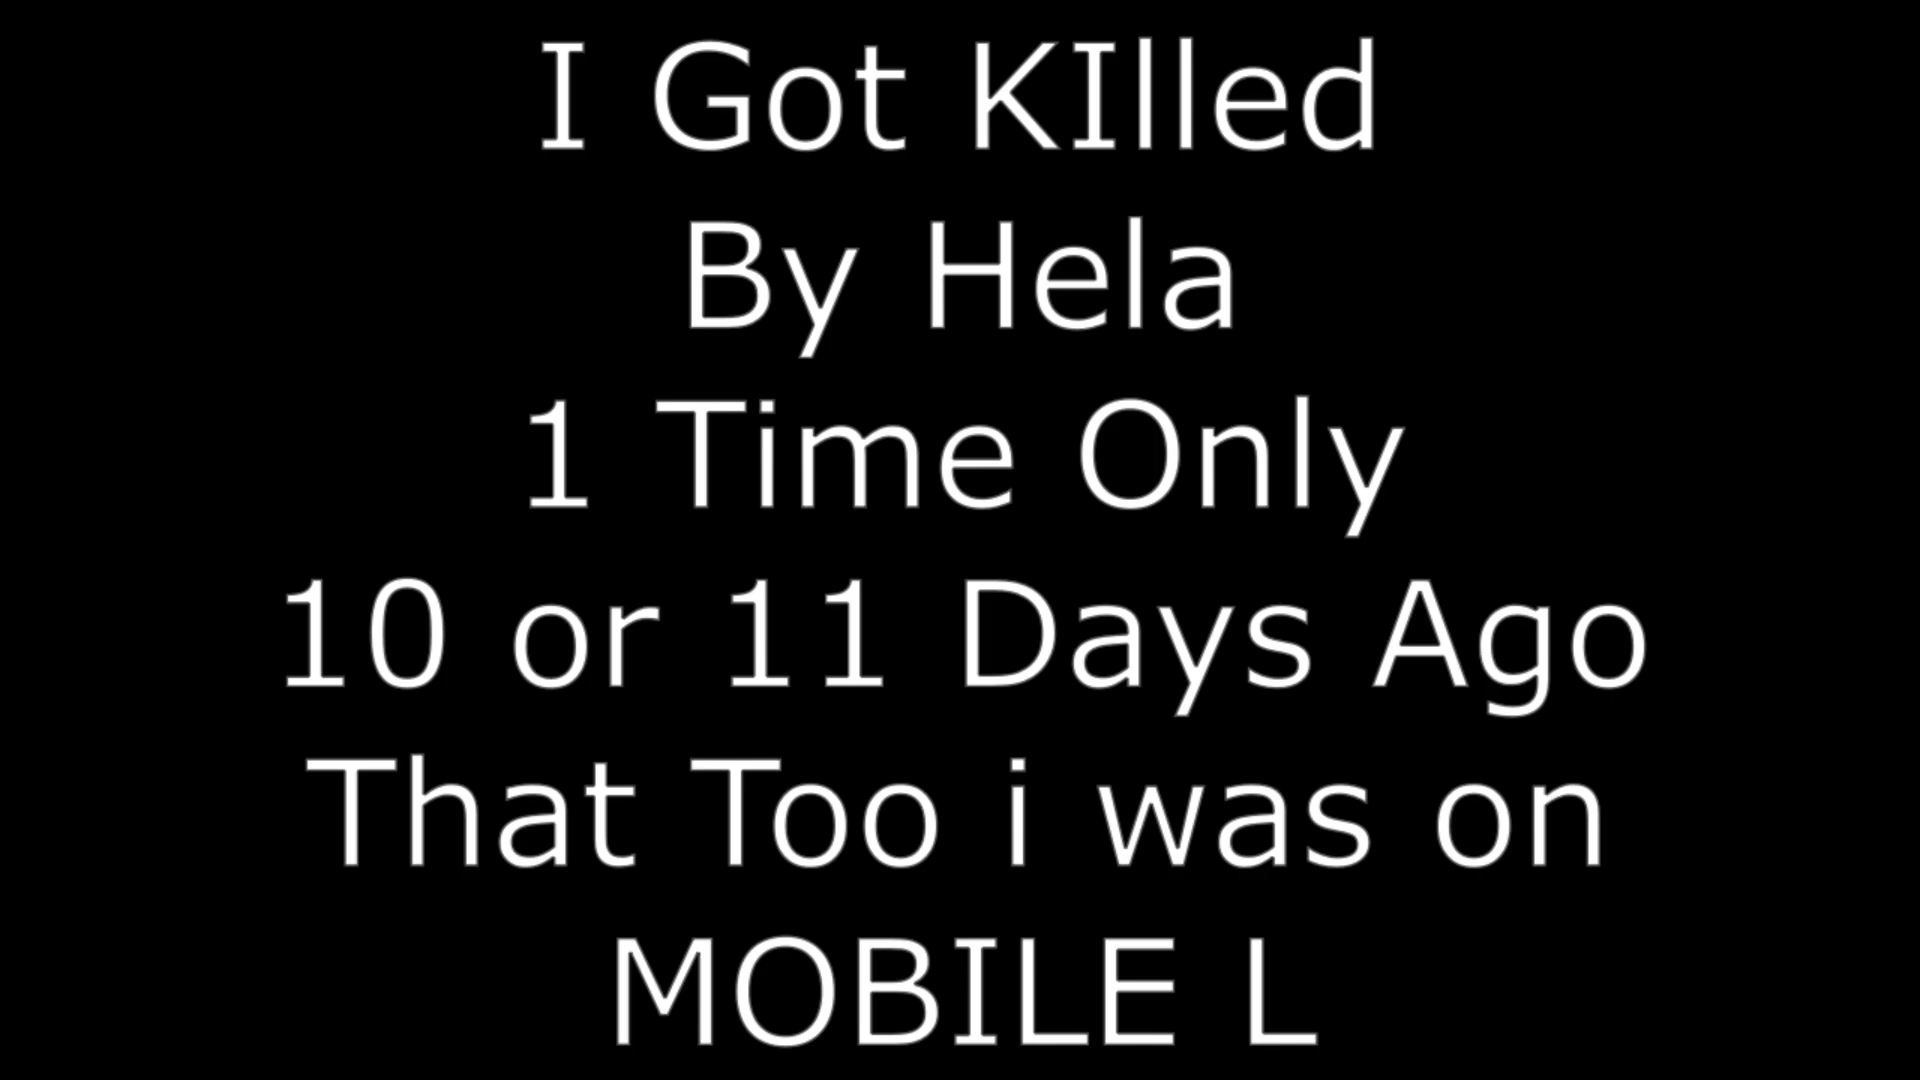 I Got KIlled
By Hela
1 Time Only
10 or 11 Days Ago
That Too i was on
MOBILE L